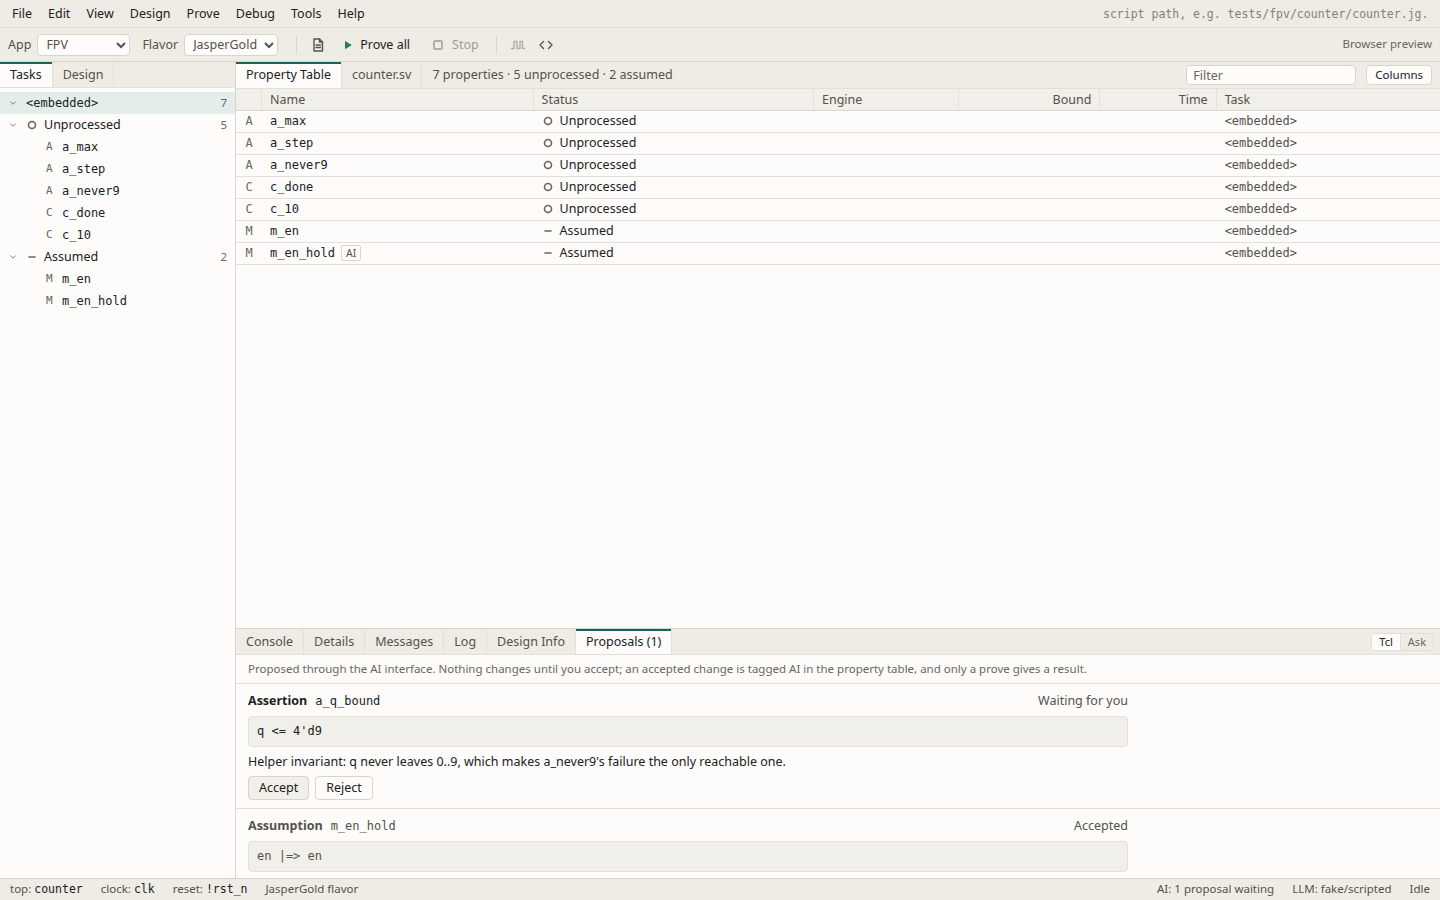 File Edit View Design Prove Debug Tools Help script path, e.g. tests/fpv/counter/counter.jg.
App FPV Flavor JasperGold Prove all Stop Browser preview
Tasks Design Property Table counter.sv 7 properties · 5 unprocessed · 2 assumed Filter Columns
<embedded> 7
Unprocessed 5
A a_max
A a_step
A a_never9
C c_done
C c_10
Assumed 2
M m_en
M m_en_hold
Name Status Engine Bound Time Task
A a_max Unprocessed <embedded>
A a_step Unprocessed <embedded>
A a_never9 Unprocessed <embedded>
C c_done Unprocessed <embedded>
C c_10 Unprocessed <embedded>
M m_en Assumed <embedded>
M m_en_hold AI Assumed <embedded>
Console Details Messages Log Design Info Proposals (1) Tcl Ask
Proposed through the AI interface. Nothing changes until you accept; an accepted change is tagged AI in the property table, and only a prove gives a result.
Assertion a_q_bound Waiting for you
q <= 4'd9
Helper invariant: q never leaves 0..9, which makes a_never9's failure the only reachable one.
Accept Reject
Assumption m_en_hold Accepted
en |=> en
top: counter clock: clk reset: !rst_n JasperGold flavor AI: 1 proposal waiting LLM: fake/scripted Idle